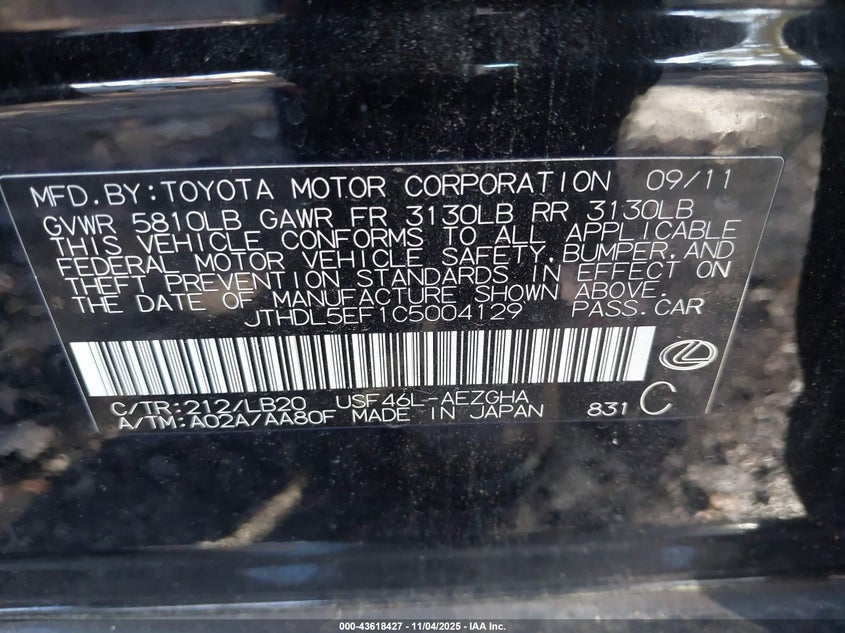 MFD.BY:TOYOTA MOTOR CORPORATION 09/11
GVWR 5810LB GAWR FR 3130LB RR 3130LB
THIS VEHICLE CONFORMS TO ALL APPLICABLE
FEDERAL MOTOR VEHICLE SAFETY,BUMPER,AND
THEFT PREVENTION STANDARDS IN EFFECT ON
THE DATE OF MANUFACTURE SHOWN ABOVE.
JTHDL5EF1C5004129 PASS.CAR
C/TR:212/LB20 USF46L-AEZGHA
A/TM:A02A/AA80F MADE IN JAPAN 831 C
000-43618427 - 11/04/2025 - IAA Inc.